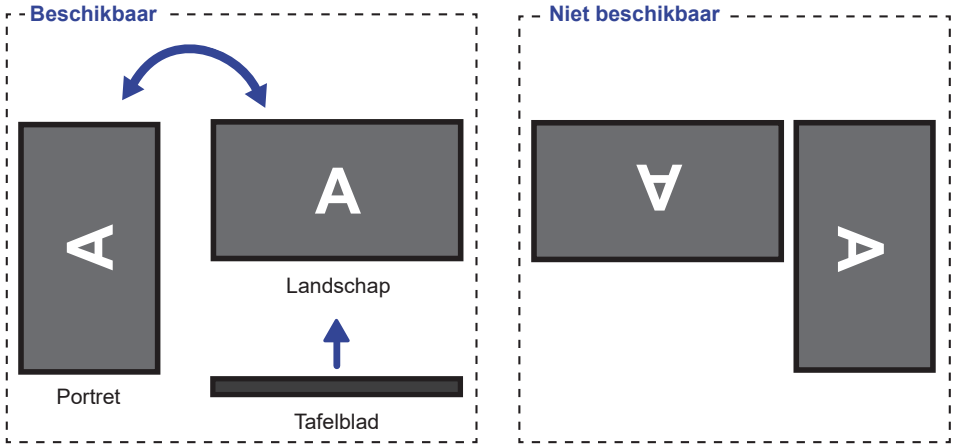 Beschikbaar
A
A
Landschap
Portret
Tafelblad
Niet beschikbaar
A
A